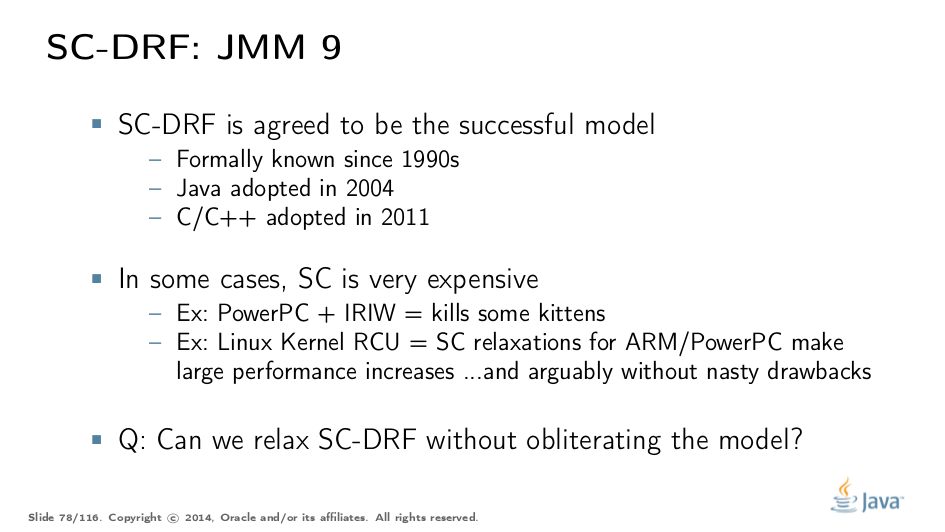 SC-DRF: JMM 9
▪ SC-DRF is agreed to be the successful model
– Formally known since 1990s
– Java adopted in 2004
– C/C++ adopted in 2011
▪ In some cases, SC is very expensive
– Ex: PowerPC + IRIW = kills some kittens
– Ex: Linux Kernel RCU = SC relaxations for ARM/PowerPC make
large performance increases ...and arguably without nasty drawbacks
▪ Q: Can we relax SC-DRF without obliterating the model?
Java™
Slide 78/116. Copyright © 2014, Oracle and/or its affiliates. All rights reserved.